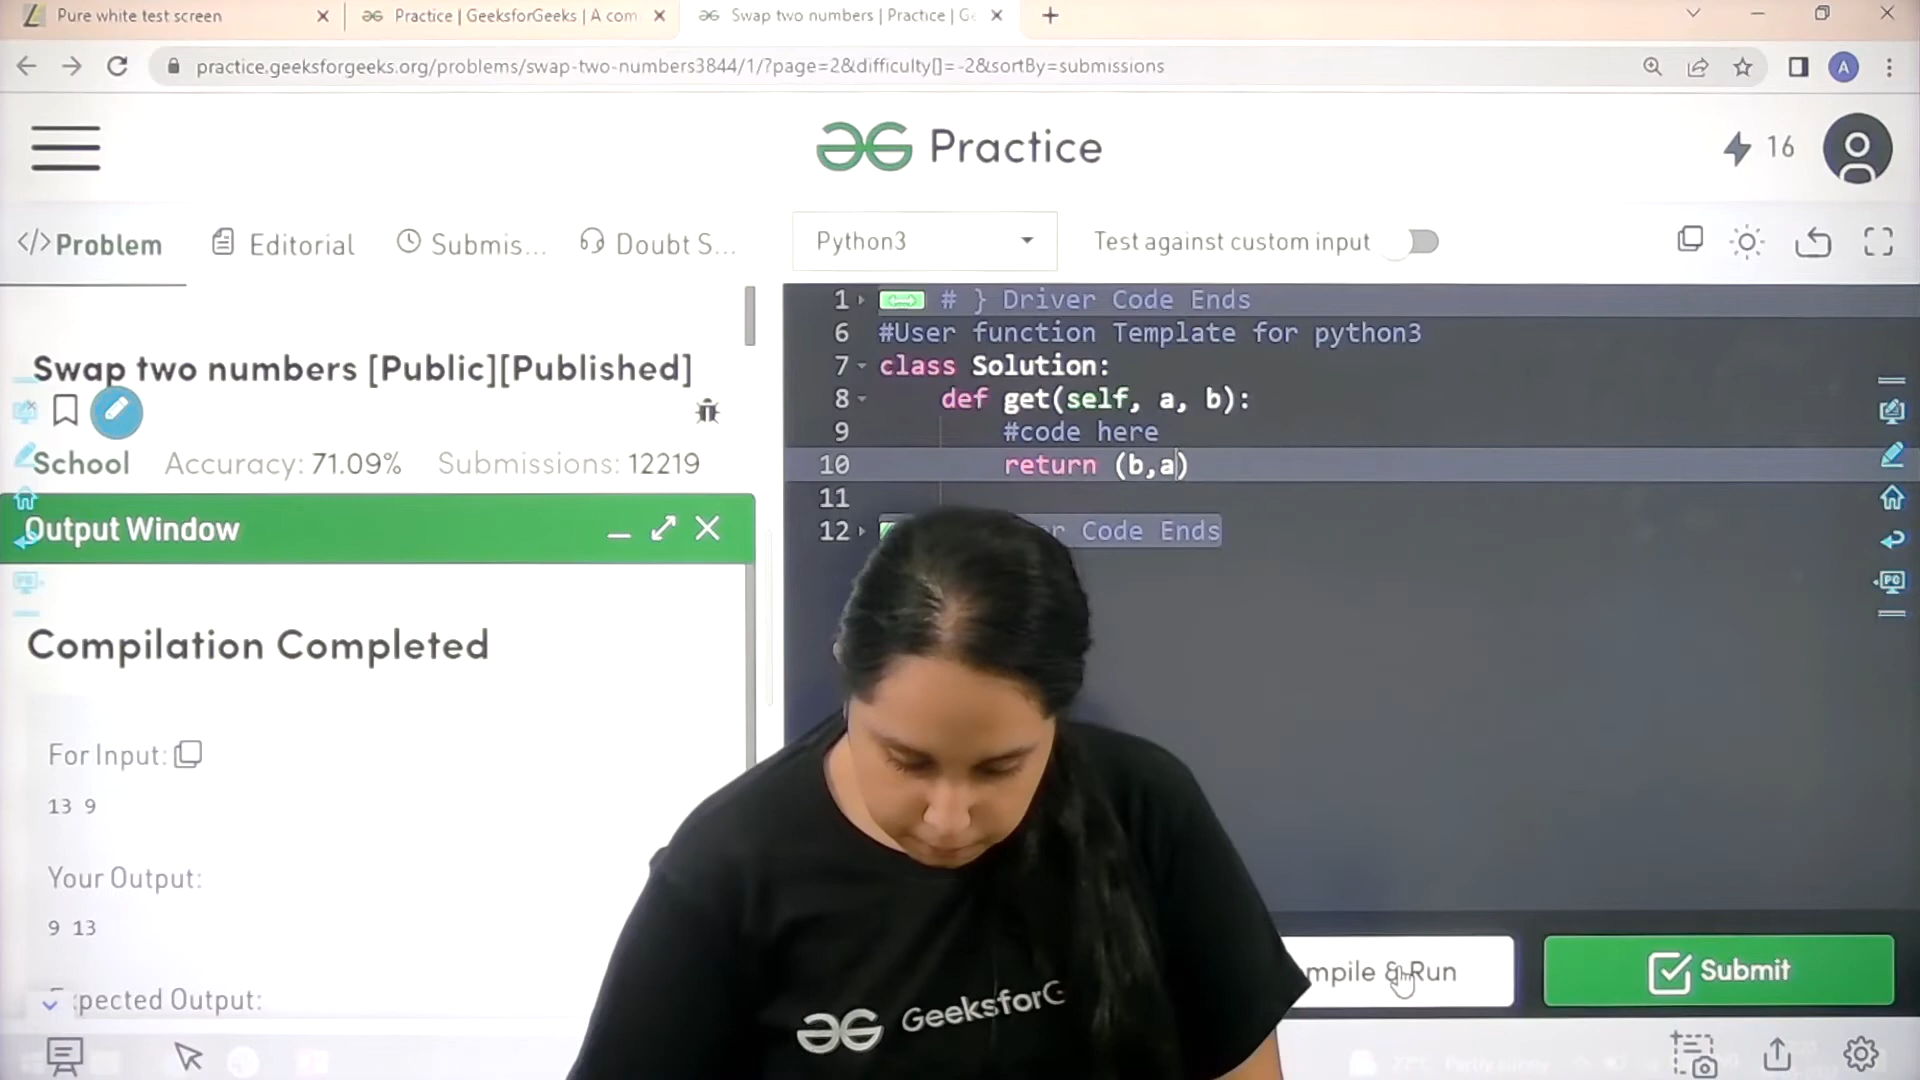 Pure white test screen
Practice | GeeksforGeeks | A com
Swap two numbers | Practice | G
practice.geeksforgeeks.org/problems/swap-two-numbers3844/1/?page=2&difficulty[]=-2&sortBy=submissions
A
Practice
16
</>Problem
Editorial
Submis...
Doubt S...
Python3
Test against custom input
Swap two numbers [Public][Published]
School Accuracy: 71.09% Submissions: 12219
Output Window
Compilation Completed
For Input:
13 9
Your Output:
9 13
pected Output:
1 # } Driver Code Ends
6 #User function Template for python3
7 class Solution:
8 def get(self, a, b):
9 #code here
10 return (b,a)
11
12 r Code Ends
mpile & Run
Submit
GeeksforG
PG
PG